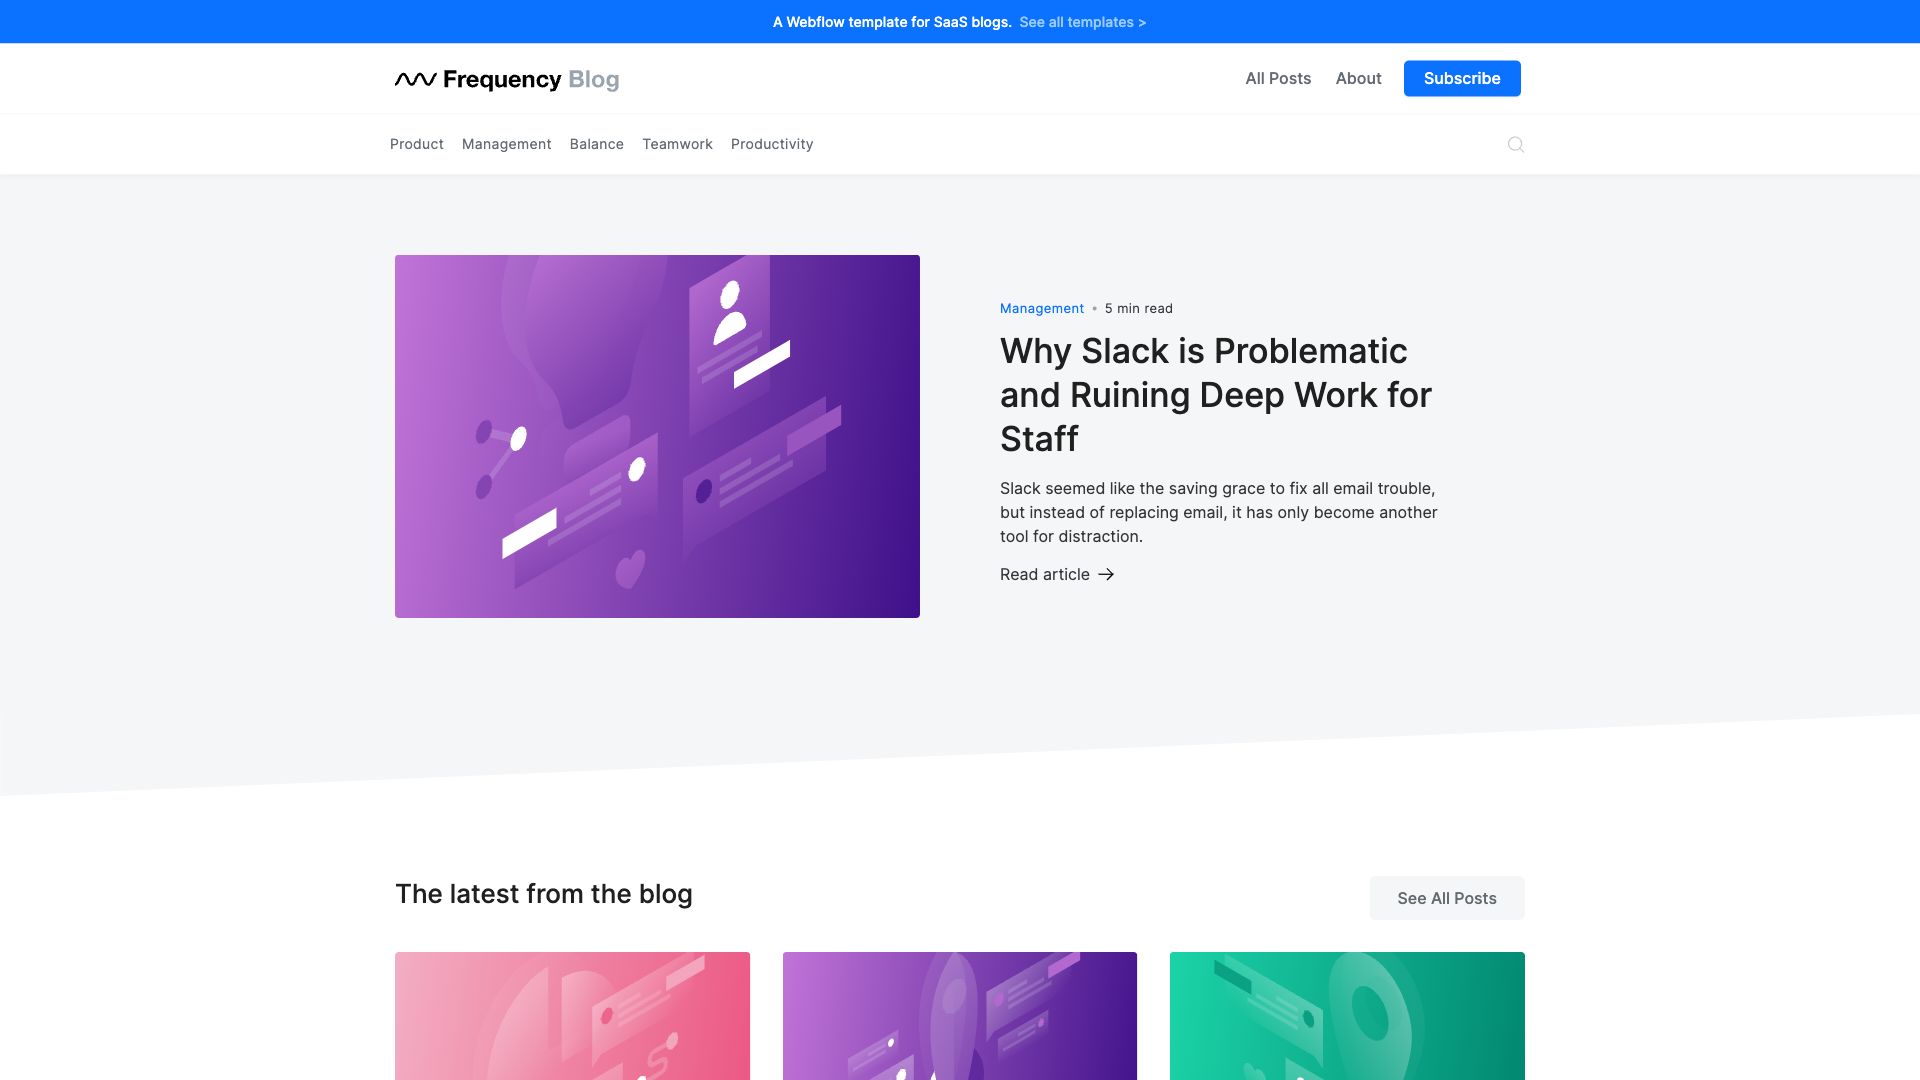 A Webflow template for SaaS blogs. See all templates >
Frequency Blog
All Posts About Subscribe
Product Management Balance Teamwork Productivity
Management • 5 min read
Why Slack is Problematic
and Ruining Deep Work for
Staff
Slack seemed like the saving grace to fix all email trouble,
but instead of replacing email, it has only become another
tool for distraction.
Read article →
The latest from the blog
See All Posts